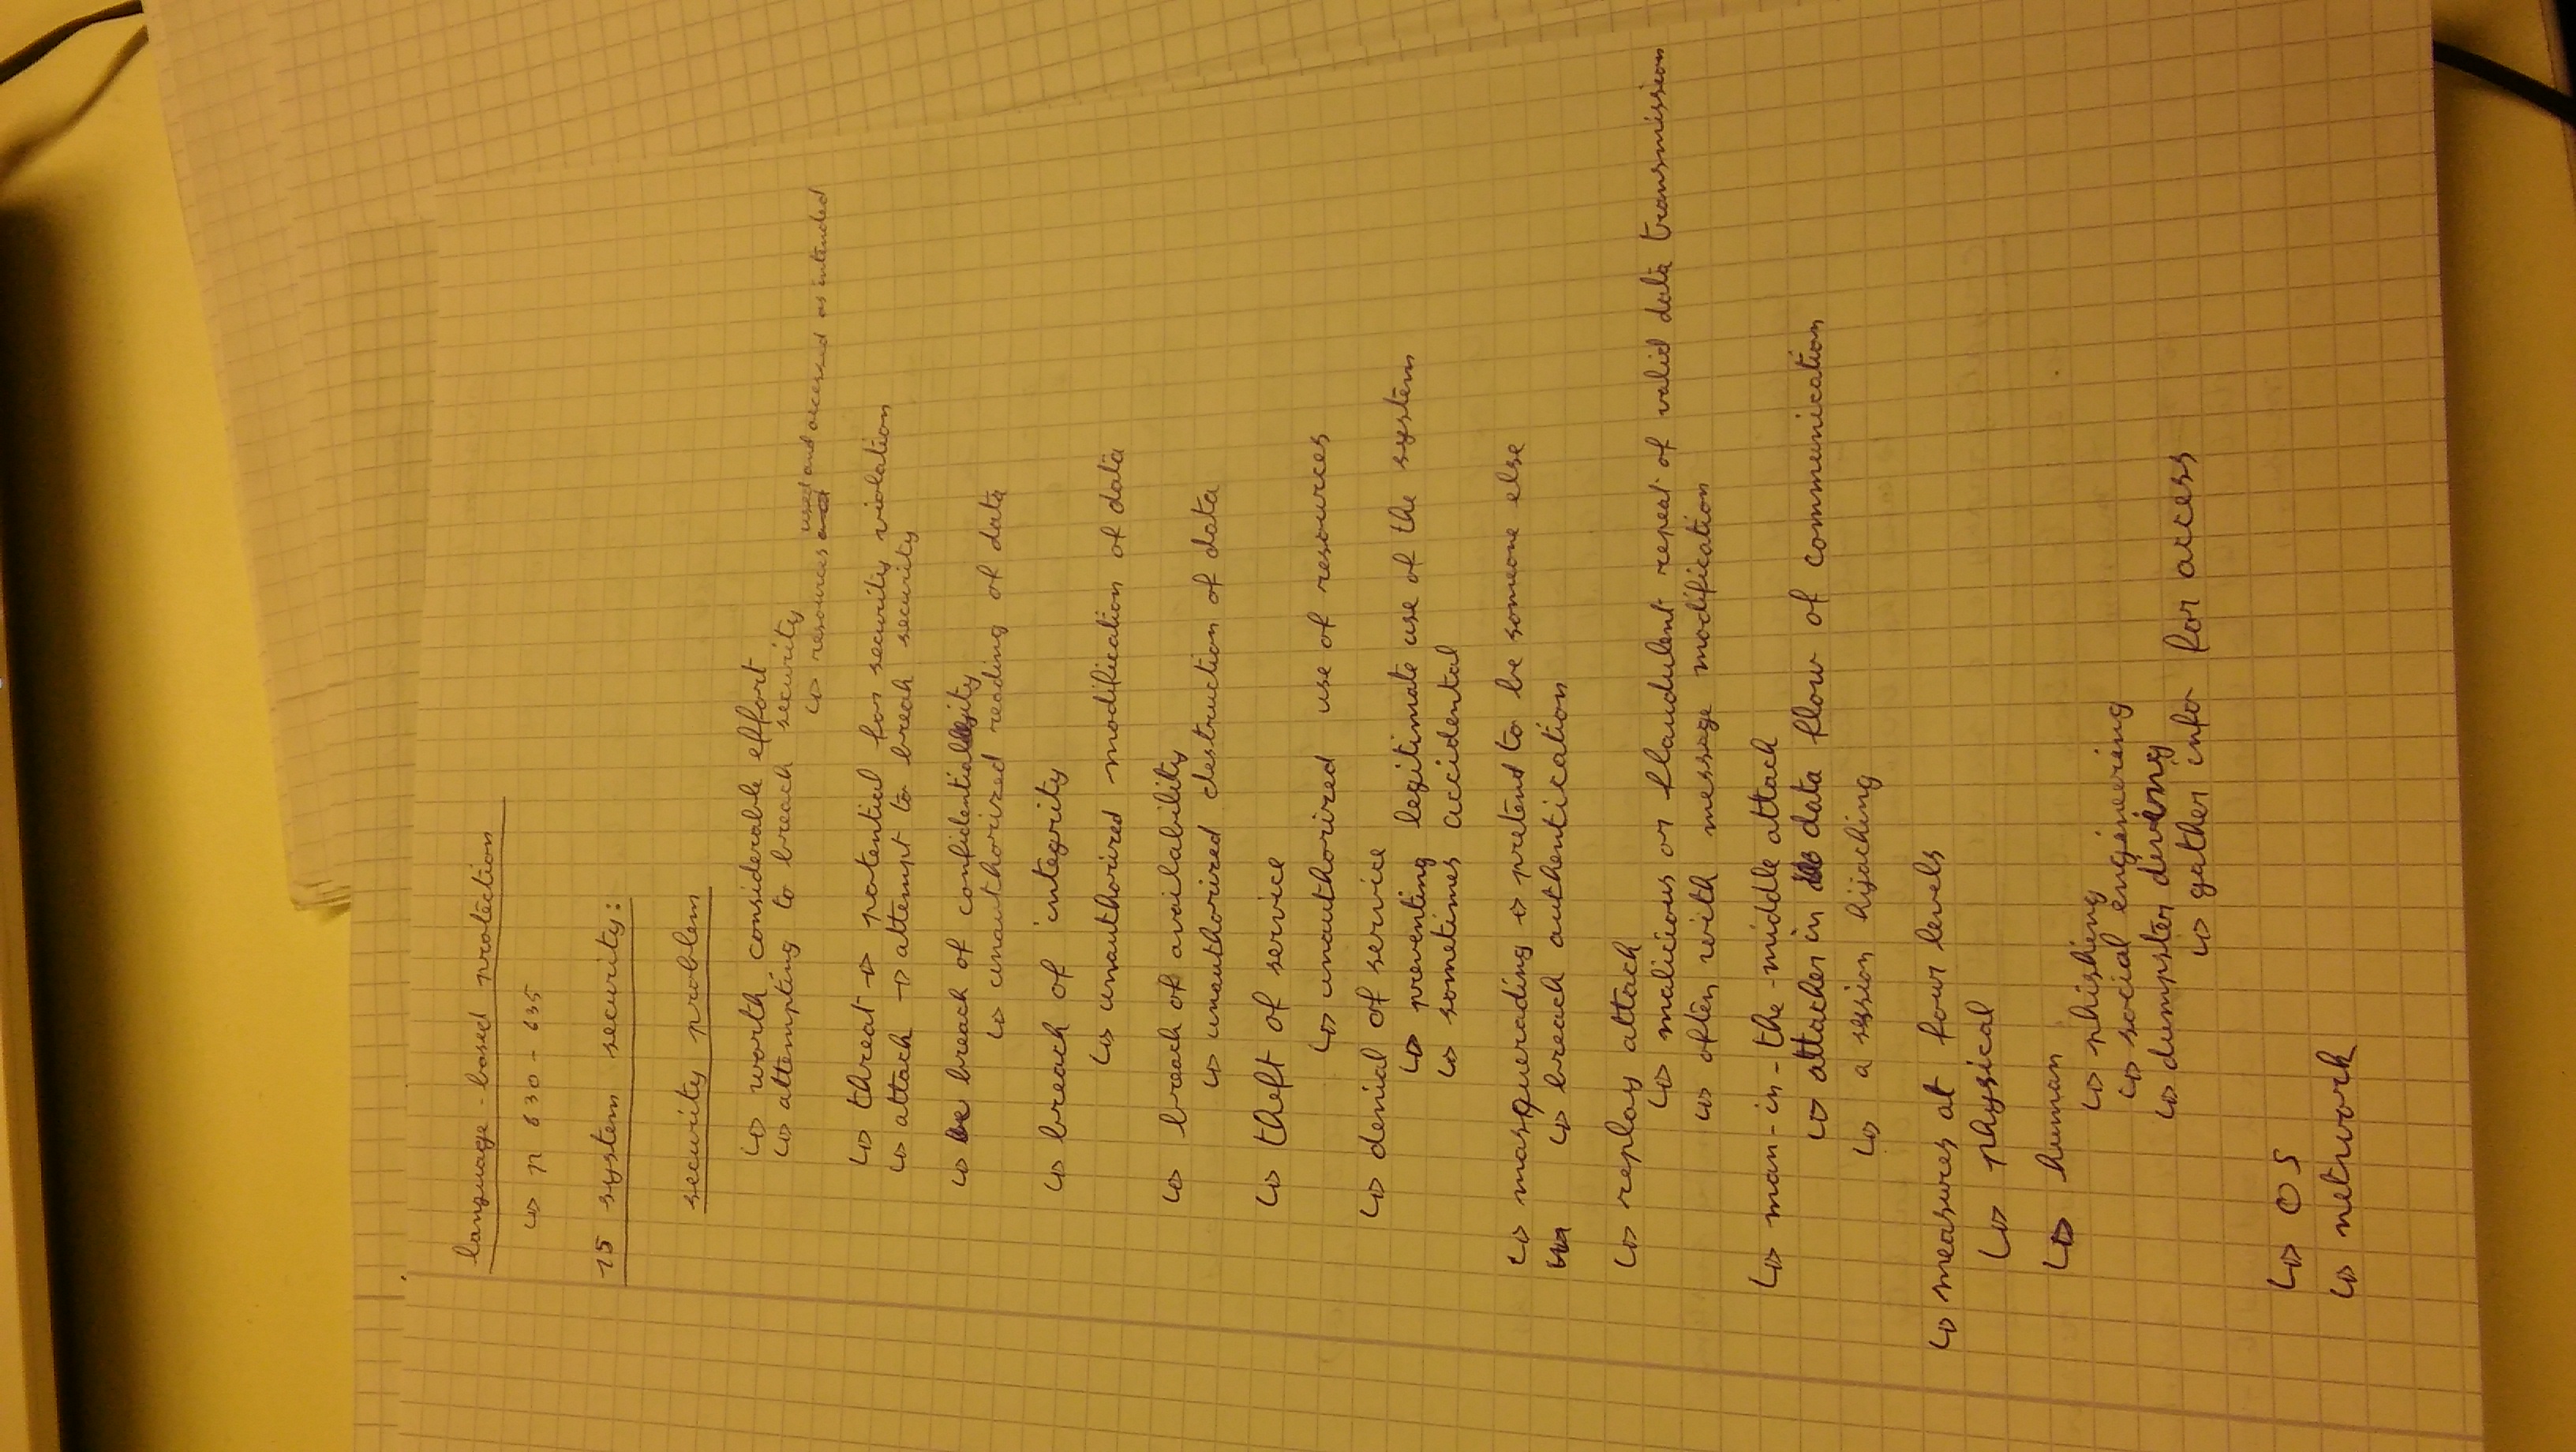 language-based protection
↳ p 630 - 635
15 system security:
security problem
↳ worth considerable effort
↳ attempting to breach security
↳ resources used and accessed as intended
↳ threat → potential for security violation
↳ attack → attempt to breah security
↳ breach of confidentiality
↳ unauthorized reading of data
↳ breach of integrity
↳ unauthorized modification of data
↳ breach of availability
↳ unauthorized destruction of data
↳ theft of service
↳ unauthorized use of resources
↳ denial of service
↳ preventing legitimate use of the system
↳ sometimes accidental
↳ masquerading → pretend to be someone else
↳ breach authentication
↳ replay attack
↳ malicious or flaudulent repeat of valid data transmission
↳ often with message modification
↳ man-in-the-middle attack
↳ attacker in data flow of communication
↳ a session hijacking
↳ measures at four levels
↳ physical
↳ human
↳ phishing
↳ social engineering
↳ dumpster diving
↳ gather info for access
↳ OS
↳ network